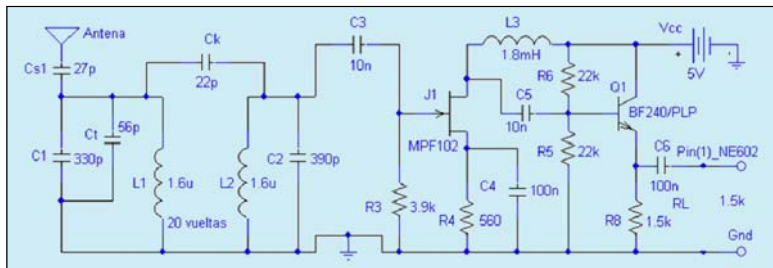 Antena
Cs1
27p
Ck
22p
C3
10n
L3
1.8mH
Vcc
+
5V
R6
22k
Q1
J1
C5
10n
BF240/PLP
MPF102
Ct
56p
C1
330p
L1
1.6u
L2
1.6u
C2
390p
20 vueltas
R3
3.9k
R4
560
C4
100n
R5
22k
C6
100n
Pin(1)_NE602
RL
1.5k
R8
1.5k
Gnd